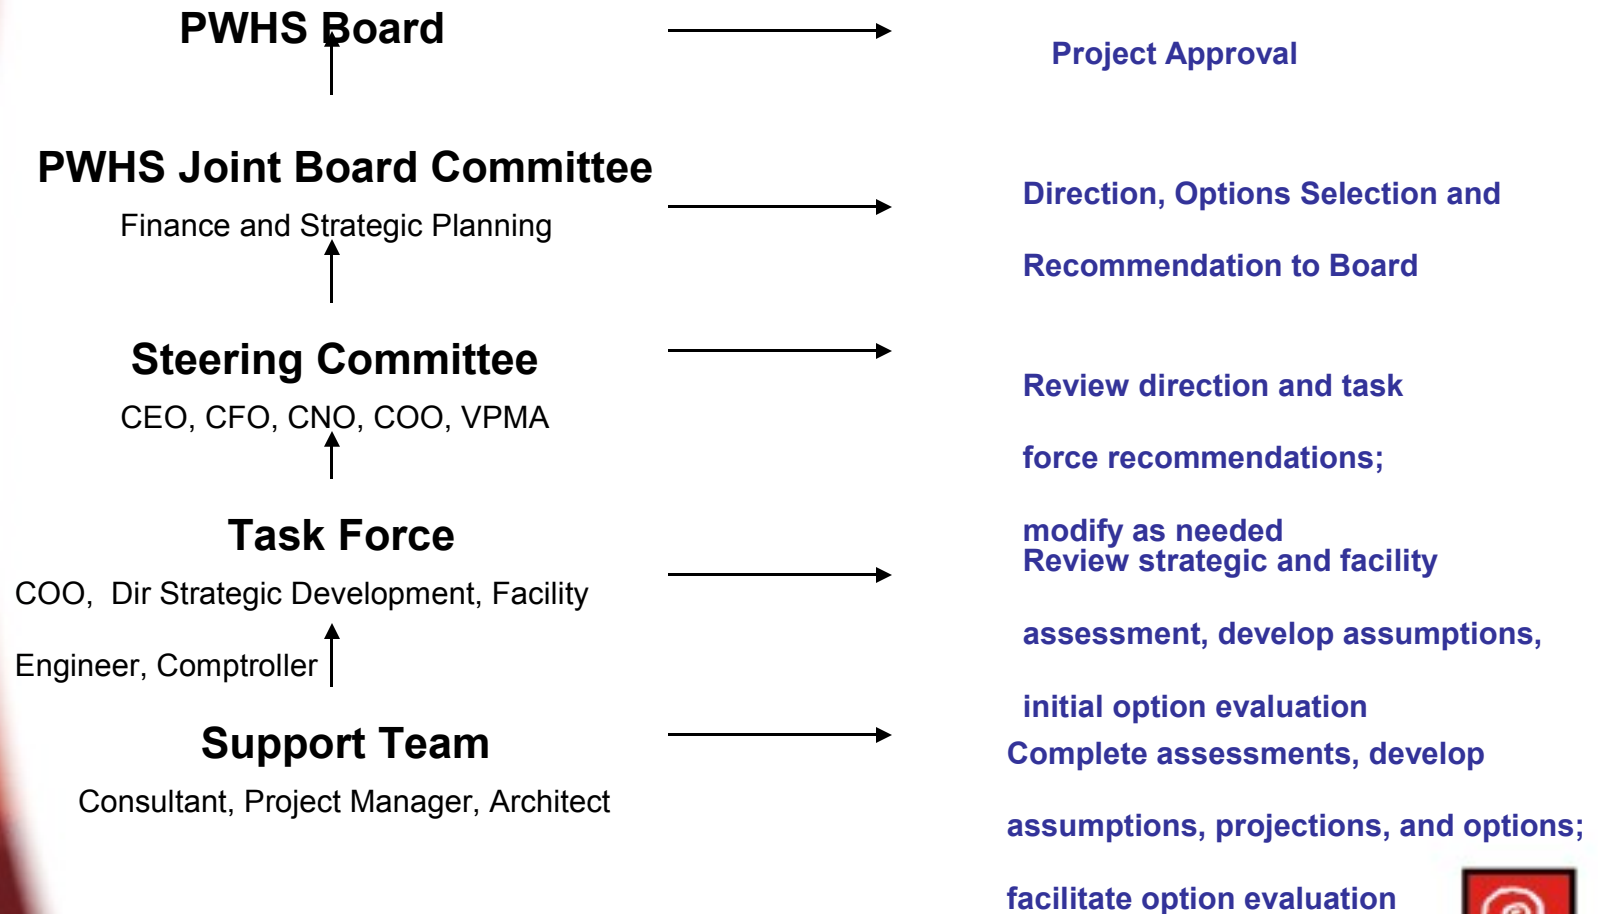 PWHS Board
Project Approval
PWHS Joint Board Committee
Finance and Strategic Planning
Direction, Options Selection and
Recommendation to Board
Steering Committee
CEO, CFO, CNO, COO, VPMA
Review direction and task
force recommendations;
modify as needed
Task Force
COO,  Dir Strategic Development, Facility
Engineer, Comptroller
Review strategic and facility
assessment, develop assumptions,
initial option evaluation
Support Team
Consultant, Project Manager, Architect
Complete assessments, develop
assumptions, projections, and options;
facilitate option evaluation